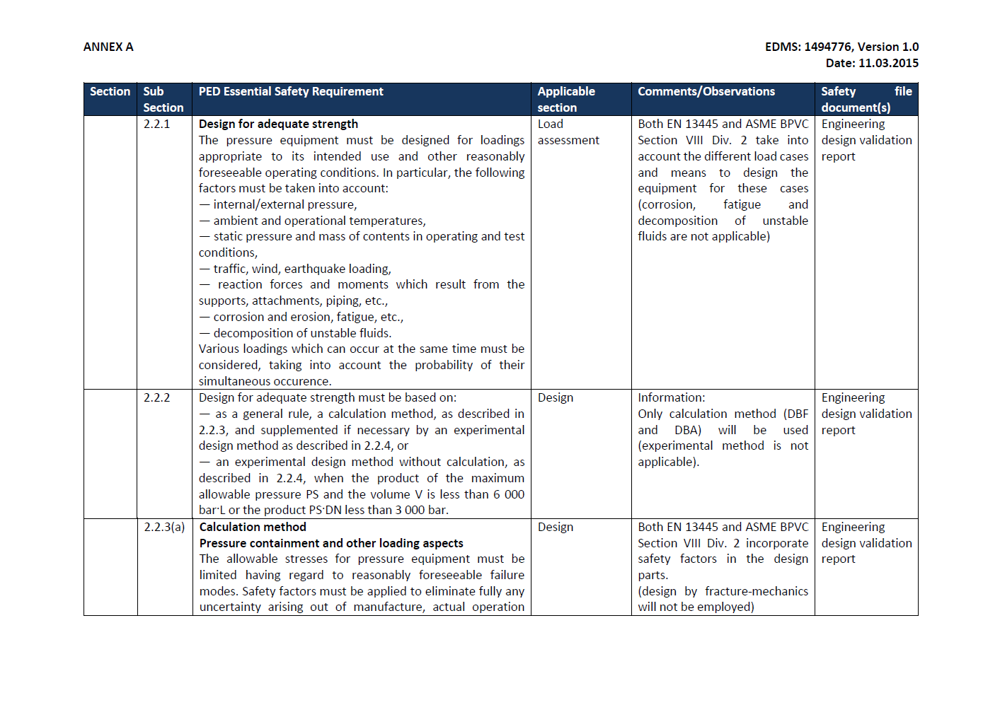 ANNEX A
EDMS: 1494776, Version 1.0
Date: 11.03.2015
Section
Sub
Section
PED Essential Safety Requirement
Applicable
section
Comments/Observations
Safety file
document(s)
2.2.1
Design for adequate strength
The pressure equipment must be designed for loadings
appropriate to its intended use and other reasonably
foreseeable operating conditions. In particular, the following
factors must be taken into account:
— internal/external pressure,
— ambient and operational temperatures,
— static pressure and mass of contents in operating and test
conditions,
— traffic, wind, earthquake loading,
— reaction forces and moments which result from the
supports, attachments, piping, etc.,
— corrosion and erosion, fatigue, etc.,
— decomposition of unstable fluids.
Various loadings which can occur at the same time must be
considered, taking into account the probability of their
simultaneous occurence.
Load
assessment
Both EN 13445 and ASME BPVC
Section VIII Div. 2 take into
account the different load cases
and means to design the
equipment for these cases
(corrosion, fatigue and
decomposition of unstable
fluids are not applicable)
Engineering
design validation
report
2.2.2
Design for adequate strength must be based on:
— as a general rule, a calculation method, as described in
2.2.3, and supplemented if necessary by an experimental
design method as described in 2.2.4, or
— an experimental design method without calculation, as
described in 2.2.4, when the product of the maximum
allowable pressure PS and the volume V is less than 6 000
bar·L or the product PS·DN less than 3 000 bar.
Design
Information:
Only calculation method (DBF
and DBA) will be used
(experimental method is not
applicable).
Engineering
design validation
report
2.2.3(a)
Calculation method
Pressure containment and other loading aspects
The allowable stresses for pressure equipment must be
limited having regard to reasonably foreseeable failure
modes. Safety factors must be applied to eliminate fully any
uncertainty arising out of manufacture, actual operation
Design
Both EN 13445 and ASME BPVC
Section VIII Div. 2 incorporate
safety factors in the design
parts.
(design by fracture-mechanics
will not be employed)
Engineering
design validation
report